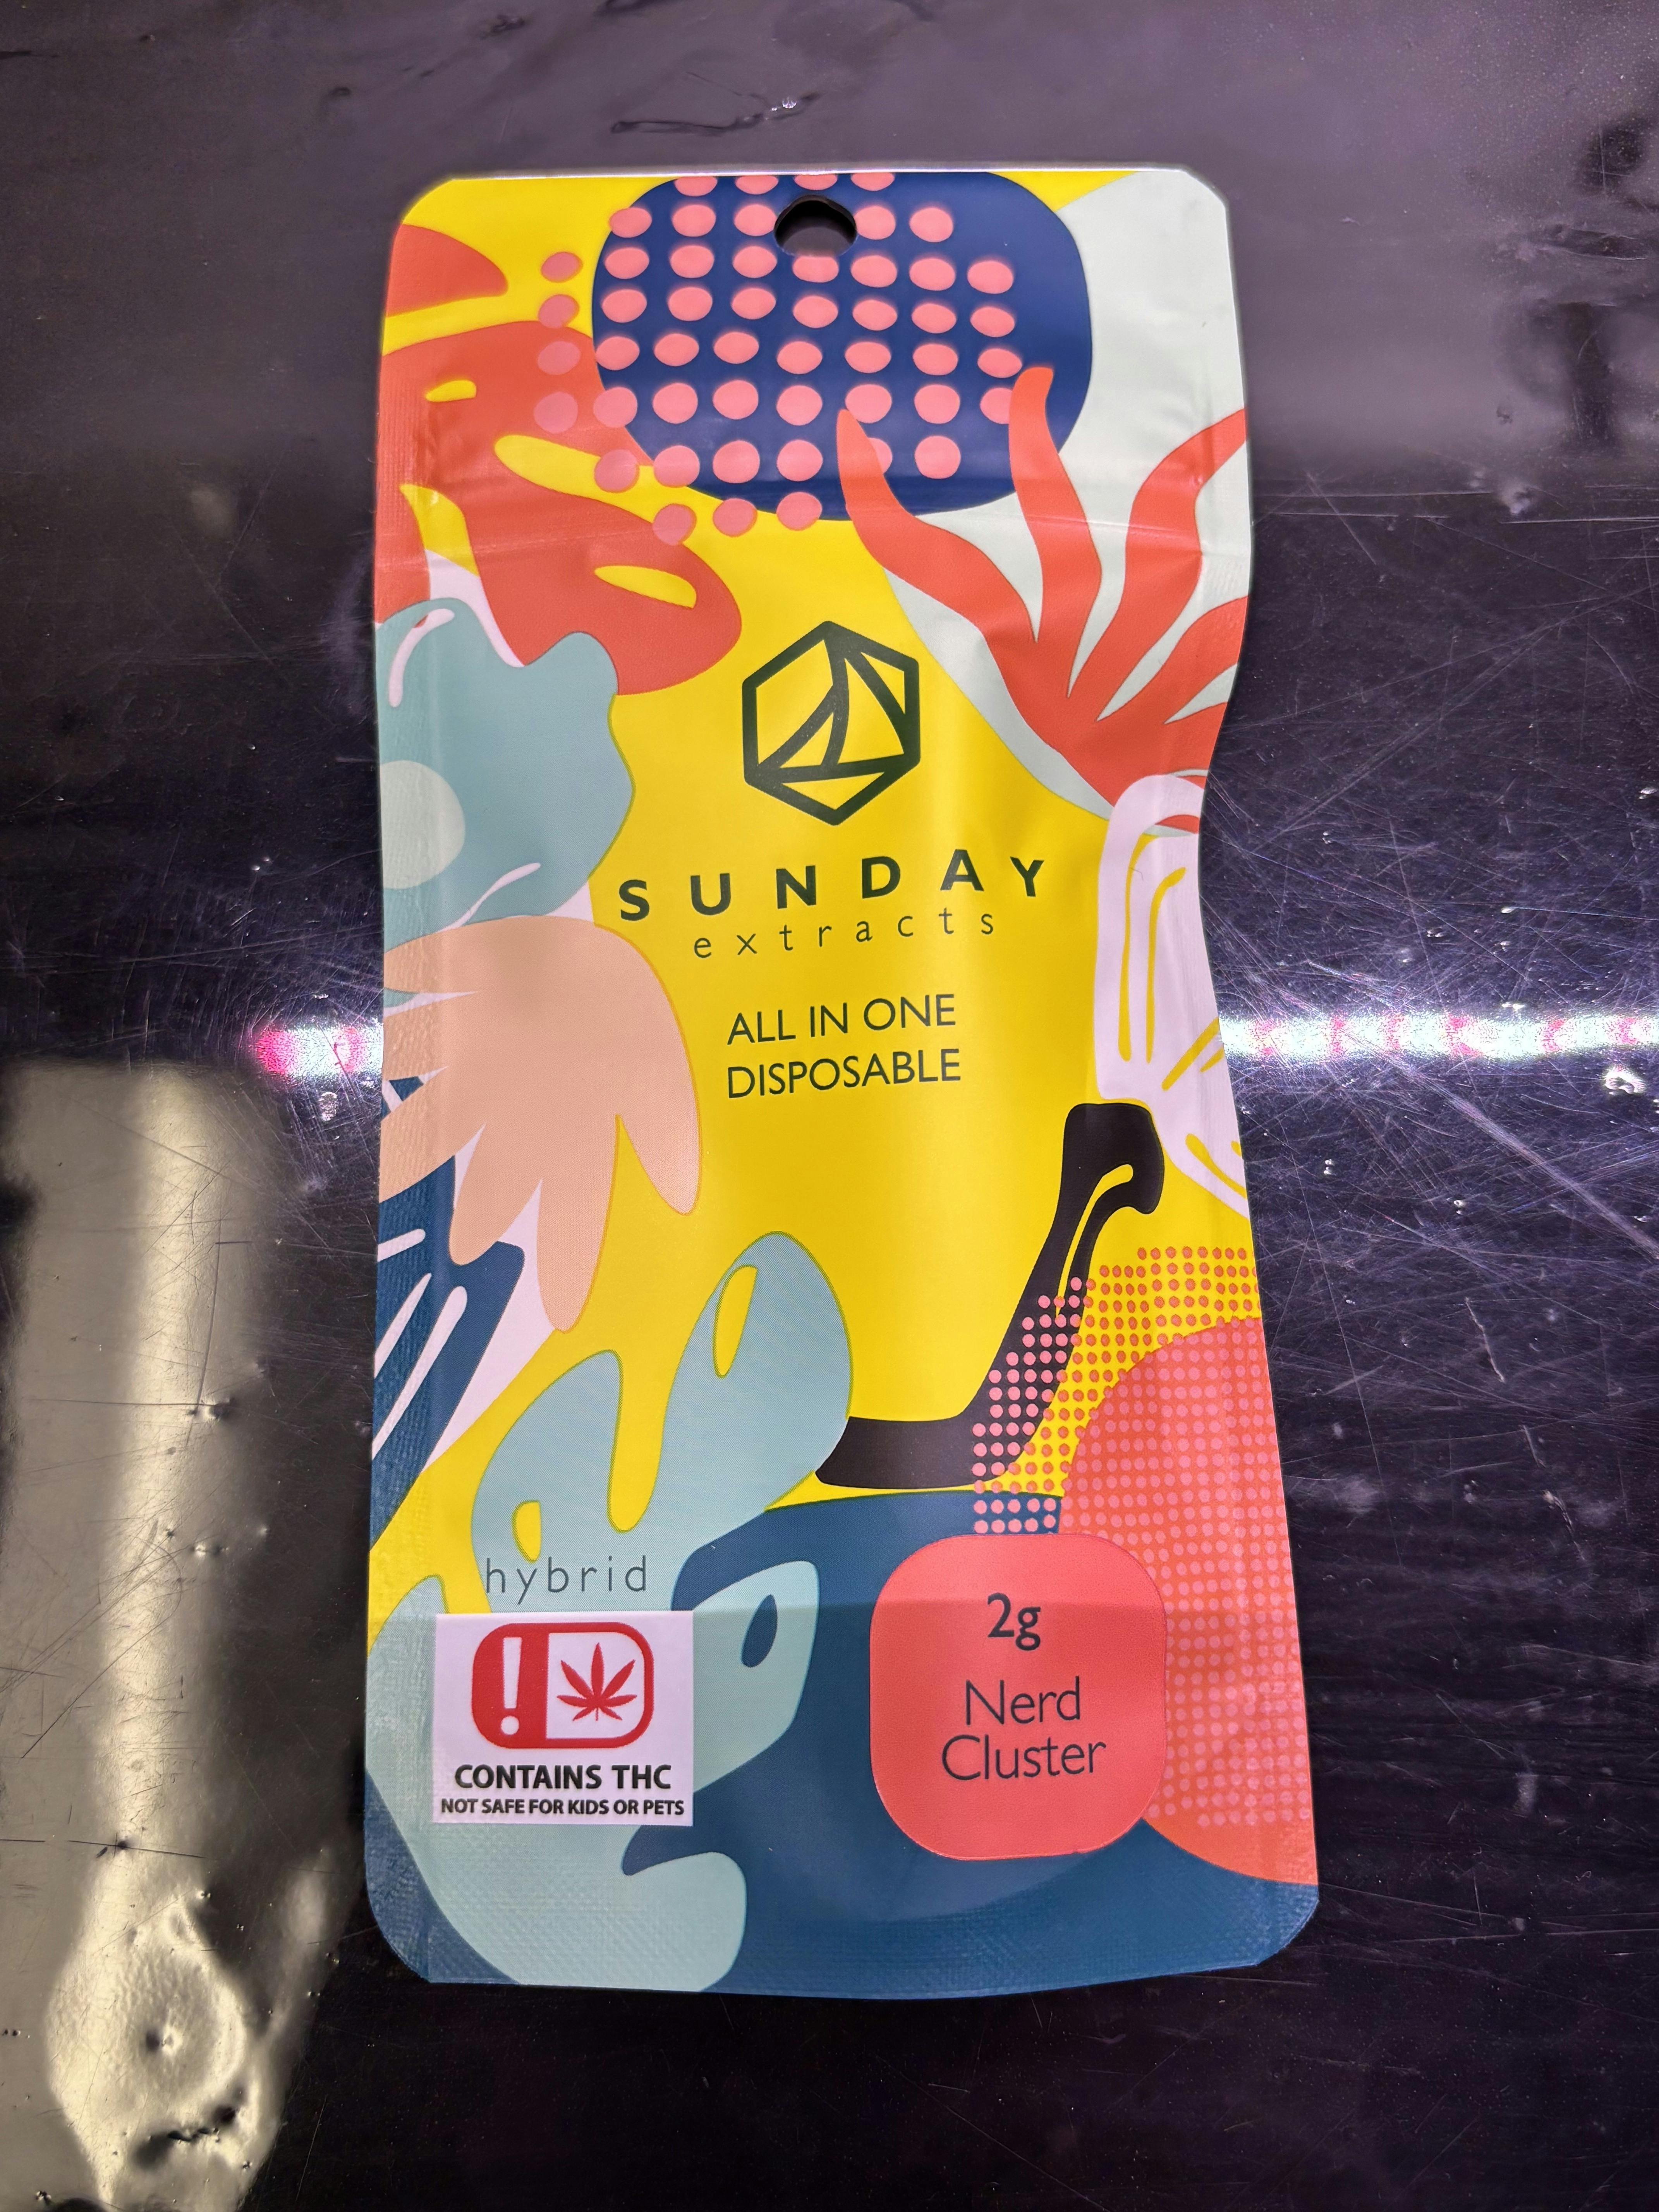 SUNDAY
extracts
ALL IN ONE
DISPOSABLE
hybrid
!
CONTAINS THC
NOT SAFE FOR KIDS OR PETS
2g
Nerd
Cluster